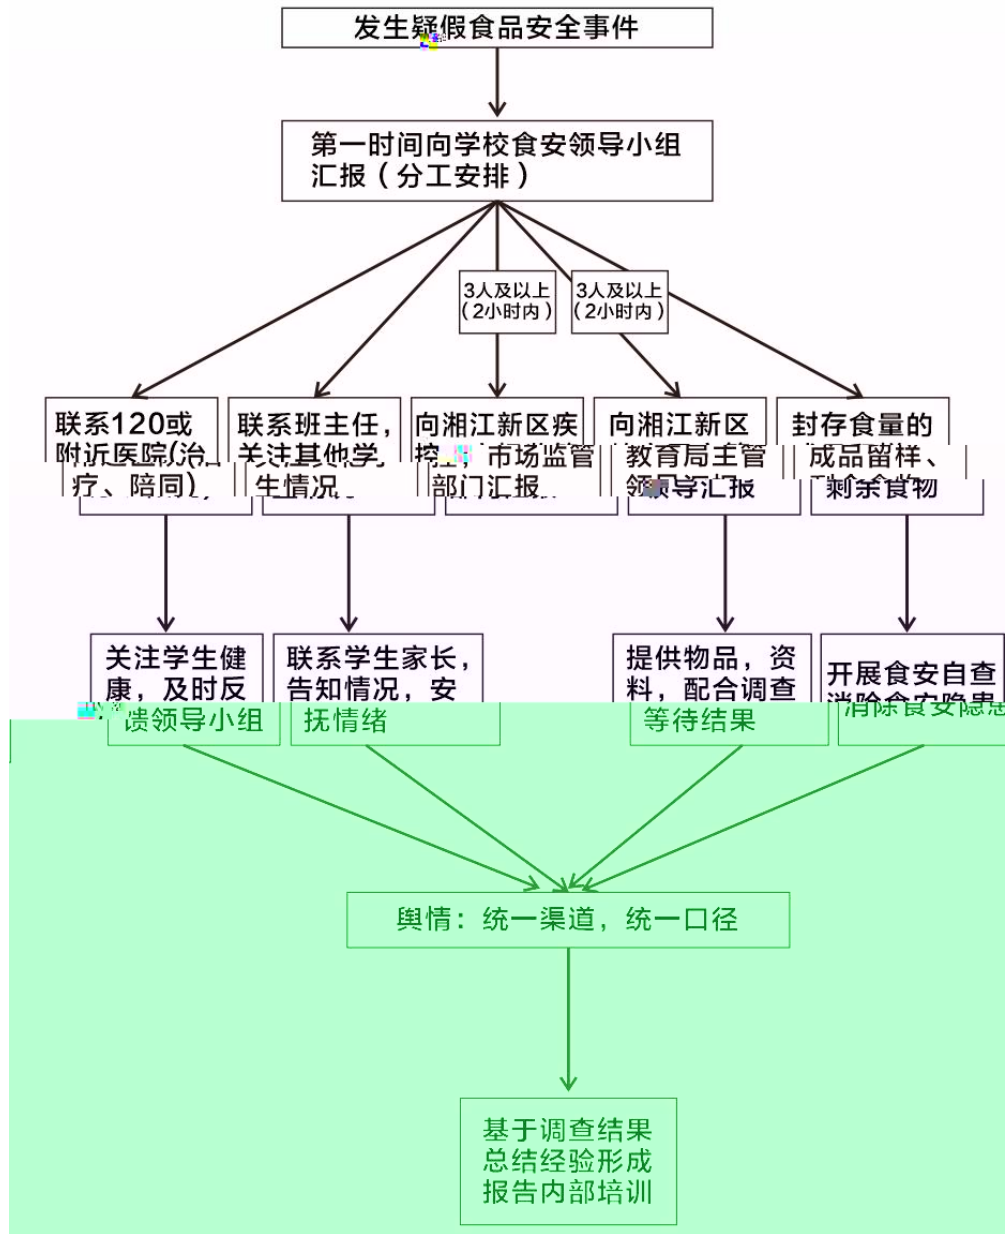 发生疑假食品安全事件
第一时间向学校食安领导小组
汇报（分工安排）
3人及以上
（2小时内）
3人及以上
（2小时内）
联系120或
附近医院(治
疗、陪同)
联系班主任，
关注其他学
生情况
向湘江新区疾
控，市场监管
部门汇报
向湘江新区
教育局主管
领导汇报
封存食量的
成品留样、
剩余食物
关注学生健
康，及时反
馈领导小组
联系学生家长，
告知情况，安
抚情绪
提供物品，资
料，配合调查
等待结果
开展食安自查
消除食安隐患
舆情：统一渠道，统一口径
基于调查结果
总结经验形成
报告内部培训